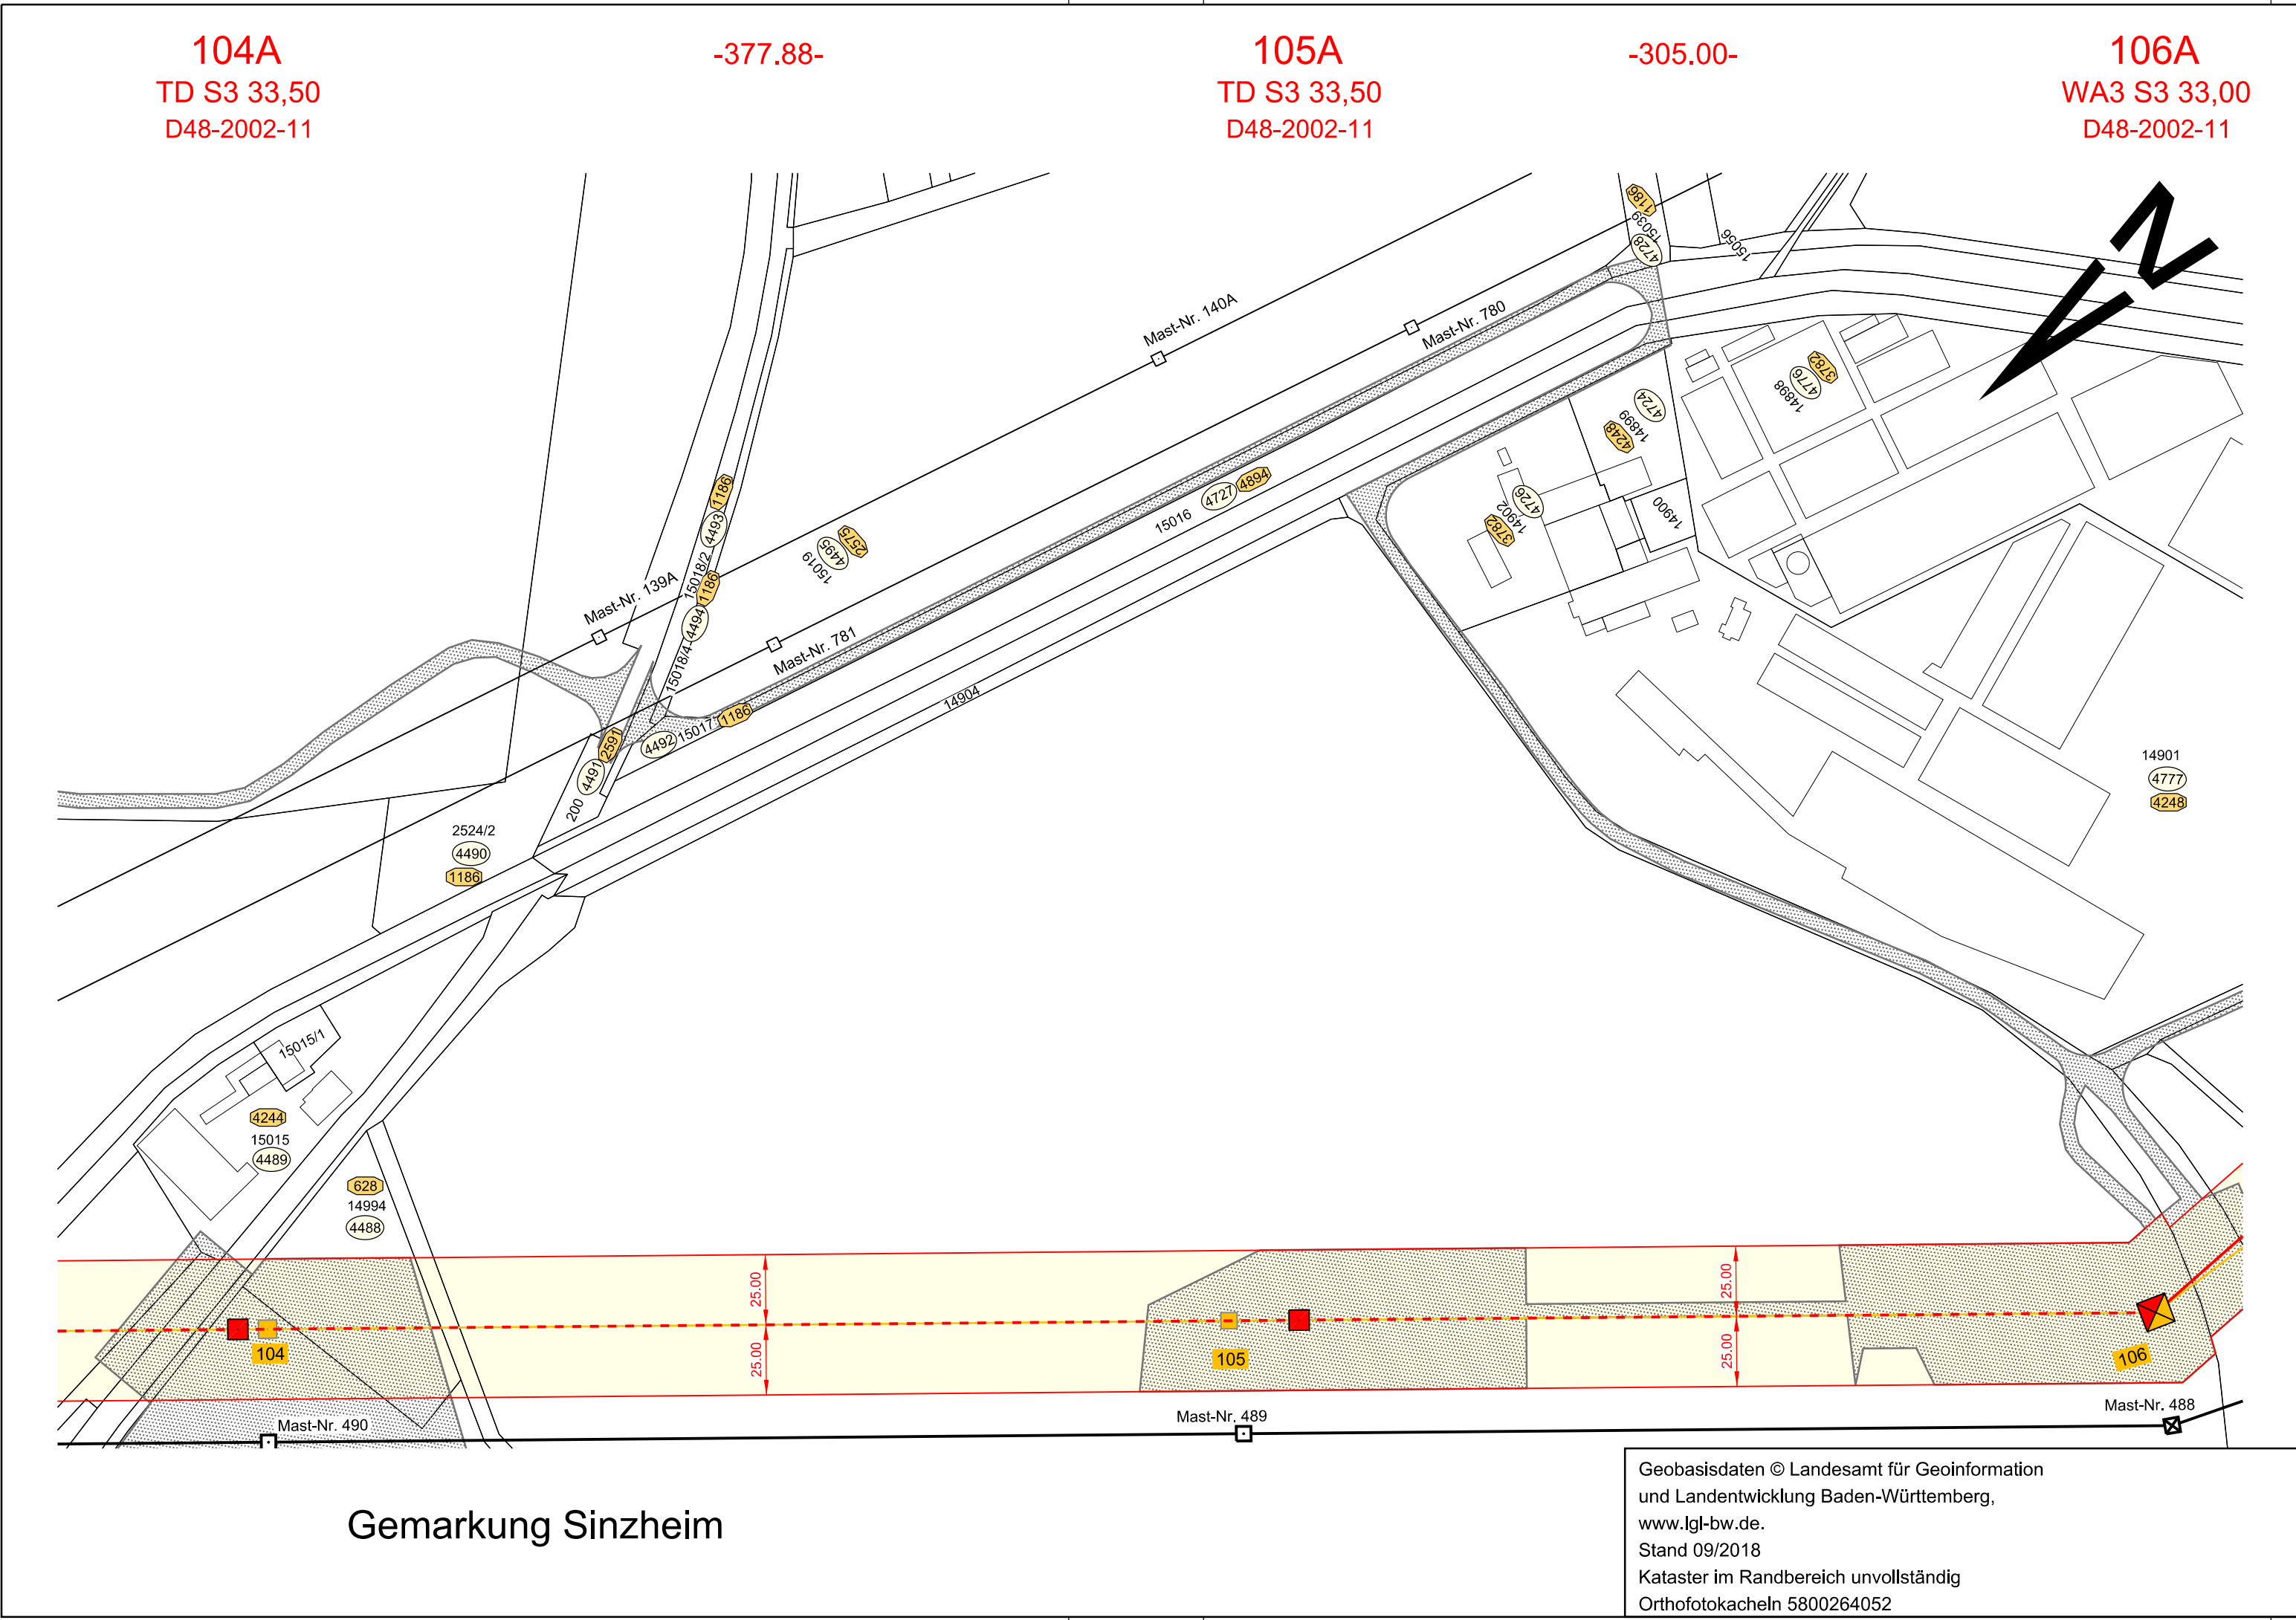 104A
TD S3 33,50
D48-2002-11
-377.88-
105A
TD S3 33,50
D48-2002-11
-305.00-
106A
WA3 S3 33,00
D48-2002-11
N
1186
15039
4728
15056
Mast-Nr. 140A
Mast-Nr. 780
3782
4776
14898
4724
14899
4248
1186
4493
15018/2
2575
4495
15019
15016
4727
4894
4726
14902
3782
14900
Mast-Nr. 139A
1186
4494
15018/4
Mast-Nr. 781
14904
1186
15017
4492
2591
4491
200
14901
4777
4248
2524/2
4490
1186
15015/1
4244
15015
4489
628
14994
4488
25.00
25.00
25.00
25.00
104
105
106
Mast-Nr. 490
Mast-Nr. 489
Mast-Nr. 488
Gemarkung Sinzheim
Geobasisdaten © Landesamt für Geoinformation
und Landentwicklung Baden-Württemberg,
www.lgl-bw.de.
Stand 09/2018
Kataster im Randbereich unvollständig
Orthofotokacheln 5800264052